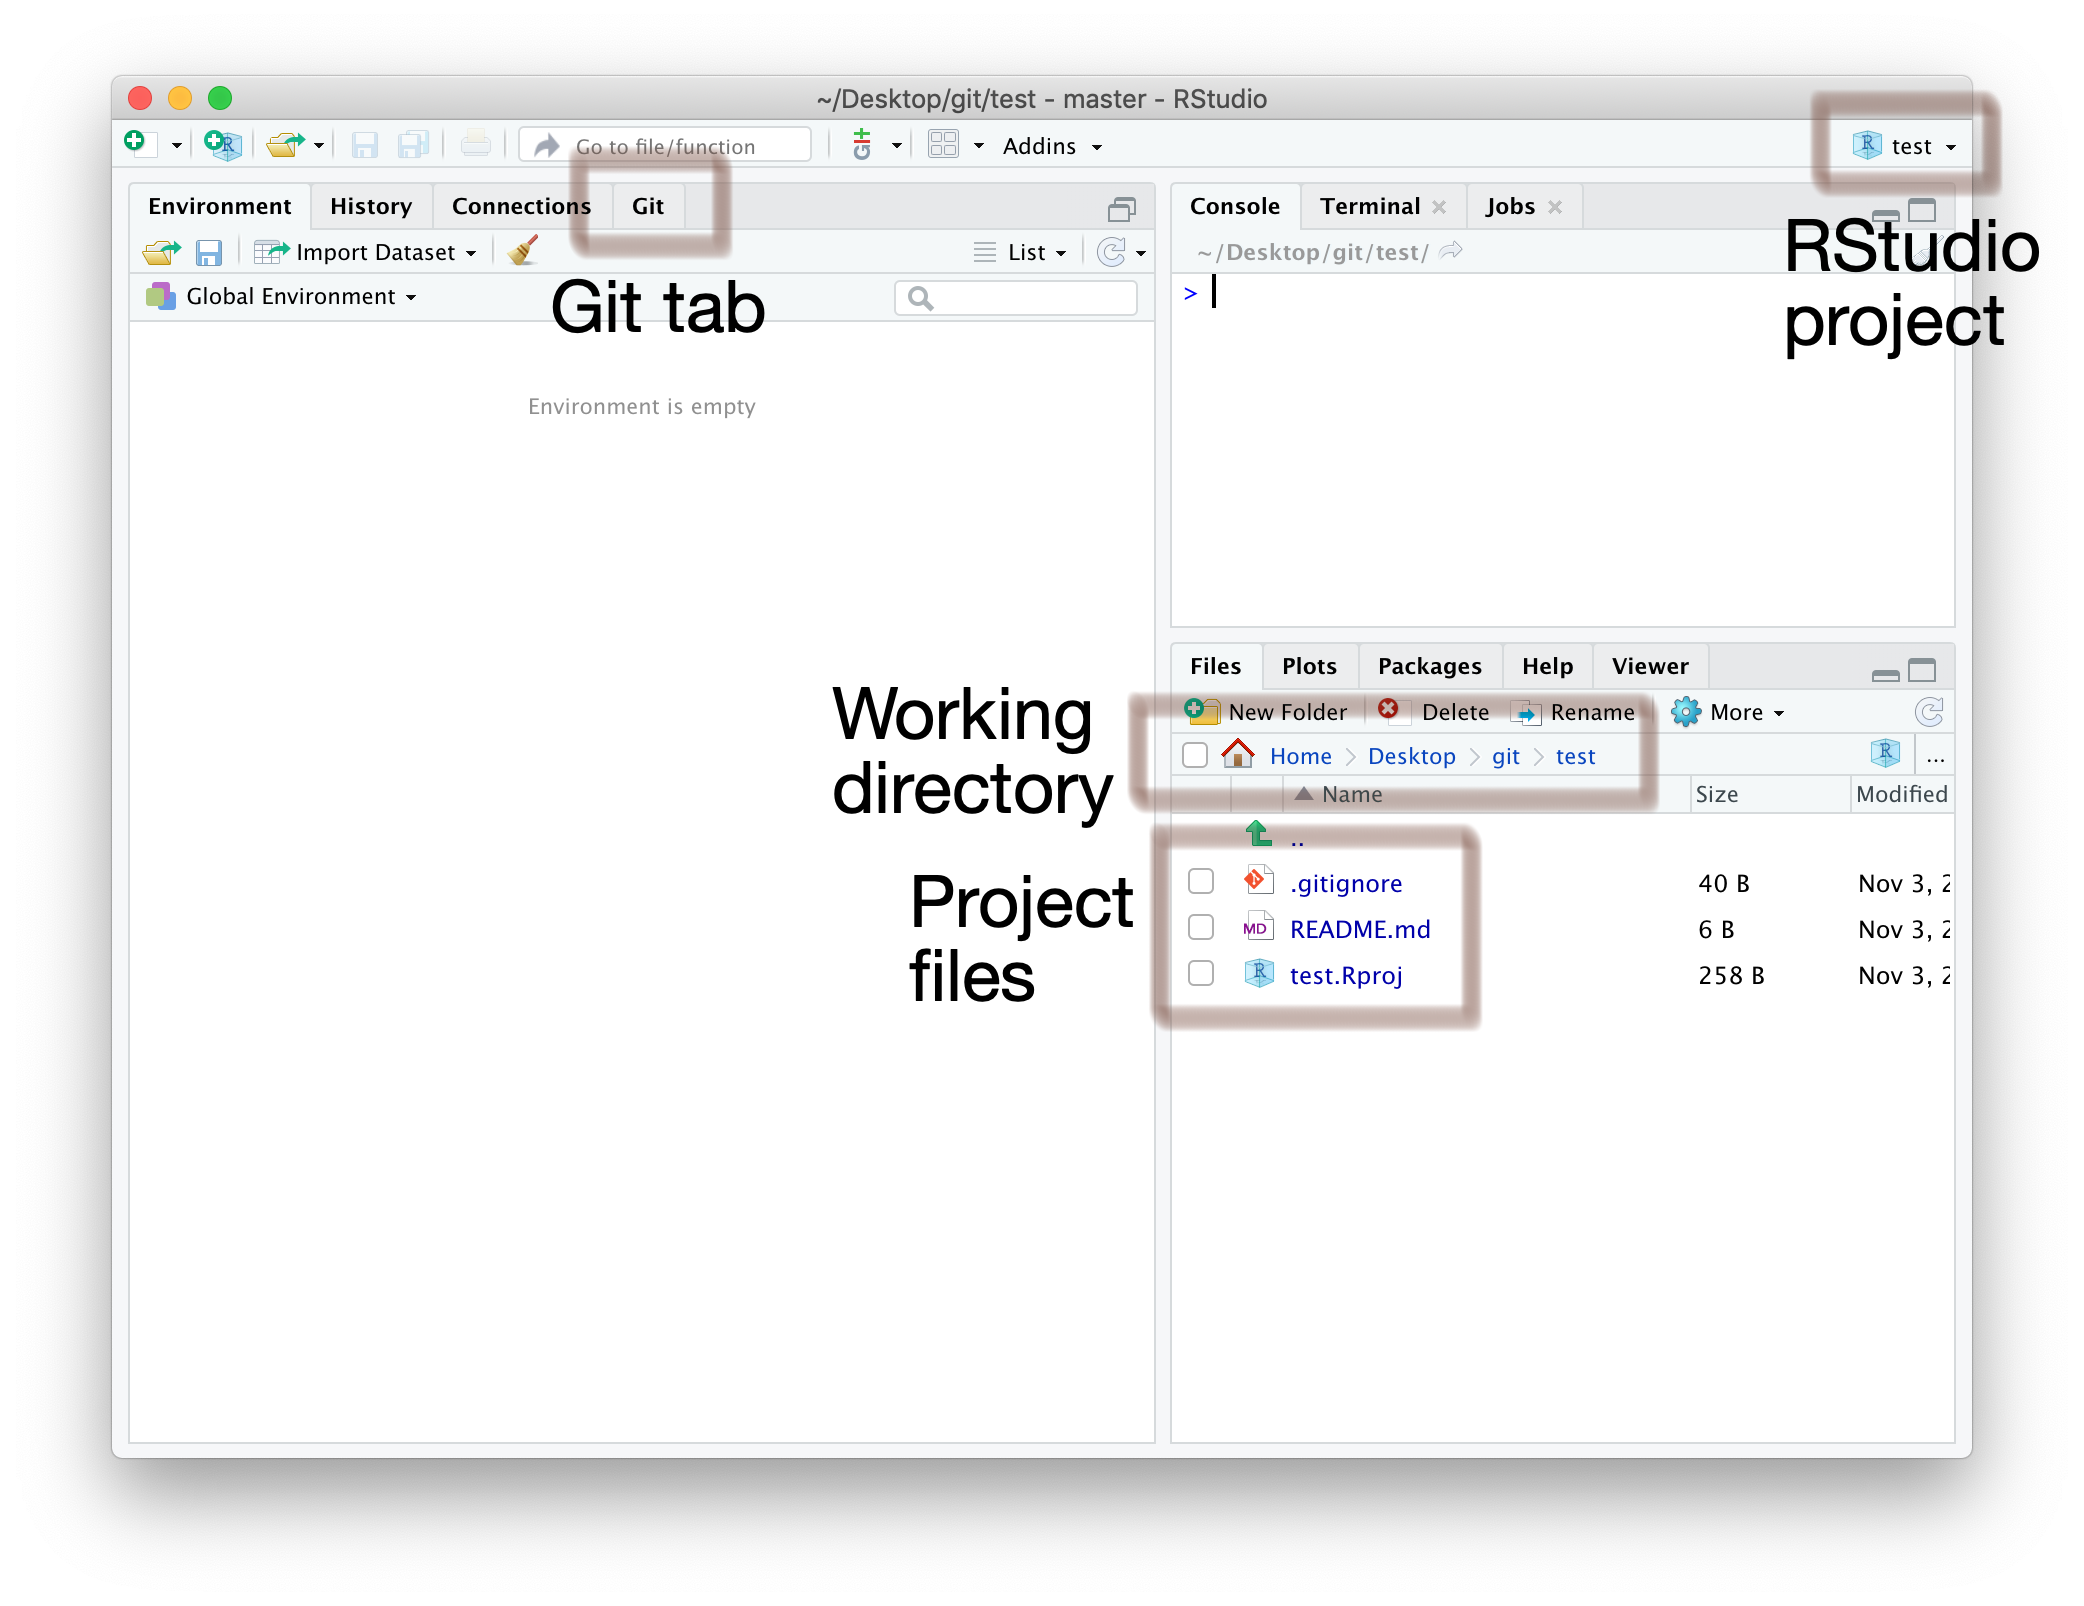 ~/Desktop/git/test - master - RStudio
Go to file/function
Git
Addins
R test
Environment History Connections Git
Import Dataset
List
Global Environment
Git tab
Environment is empty
Console Terminal Jobs
~/Desktop/git/test/
>
RStudio
project
Working
directory
Project
files
Files Plots Packages Help Viewer
New Folder Delete Rename More
Home Desktop git test
R ...
Name Size Modified
..
.gitignore 40 B Nov 3, 2
MD README.md 6 B Nov 3, 2
R test.Rproj 258 B Nov 3, 2